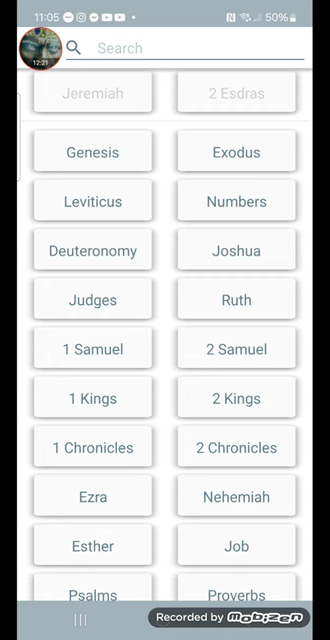 11:05 50%
Search
12:21
Jeremiah 2 Esdras
Genesis Exodus
Leviticus Numbers
Deuteronomy Joshua
Judges Ruth
1 Samuel 2 Samuel
1 Kings 2 Kings
1 Chronicles 2 Chronicles
Ezra Nehemiah
Esther Job
Psalms Proverbs
Recorded by mobizen